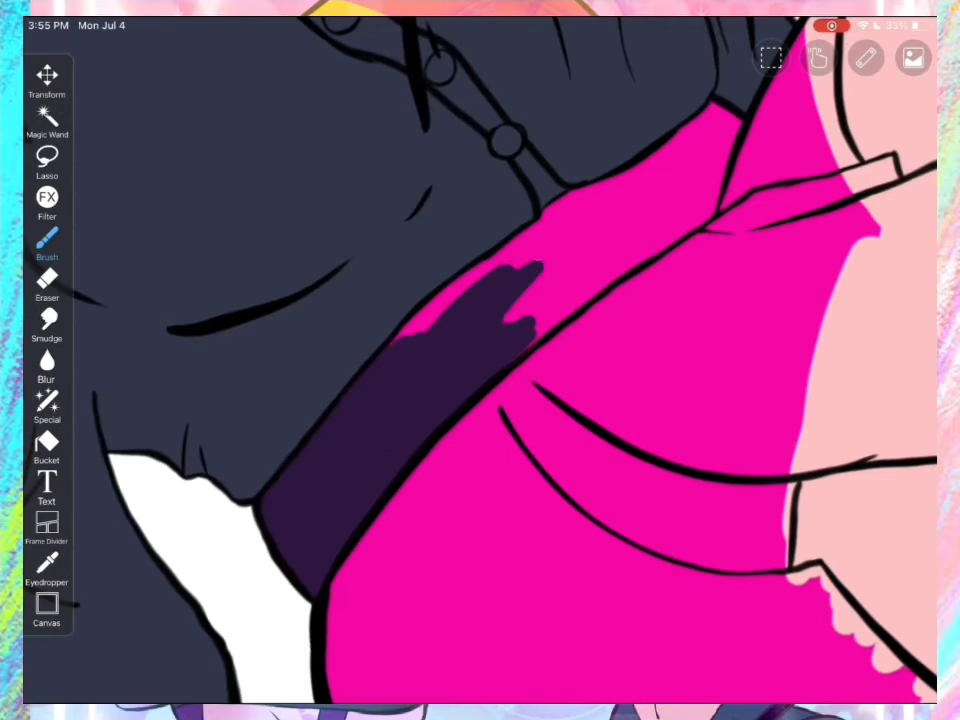 3:55 PM Mon Jul 4
33%
Transform
Magic Wand
Lasso
FX
Filter
Brush
Eraser
Smudge
Blur
Special
Bucket
T
Text
Frame Divider
Eyedropper
Canvas